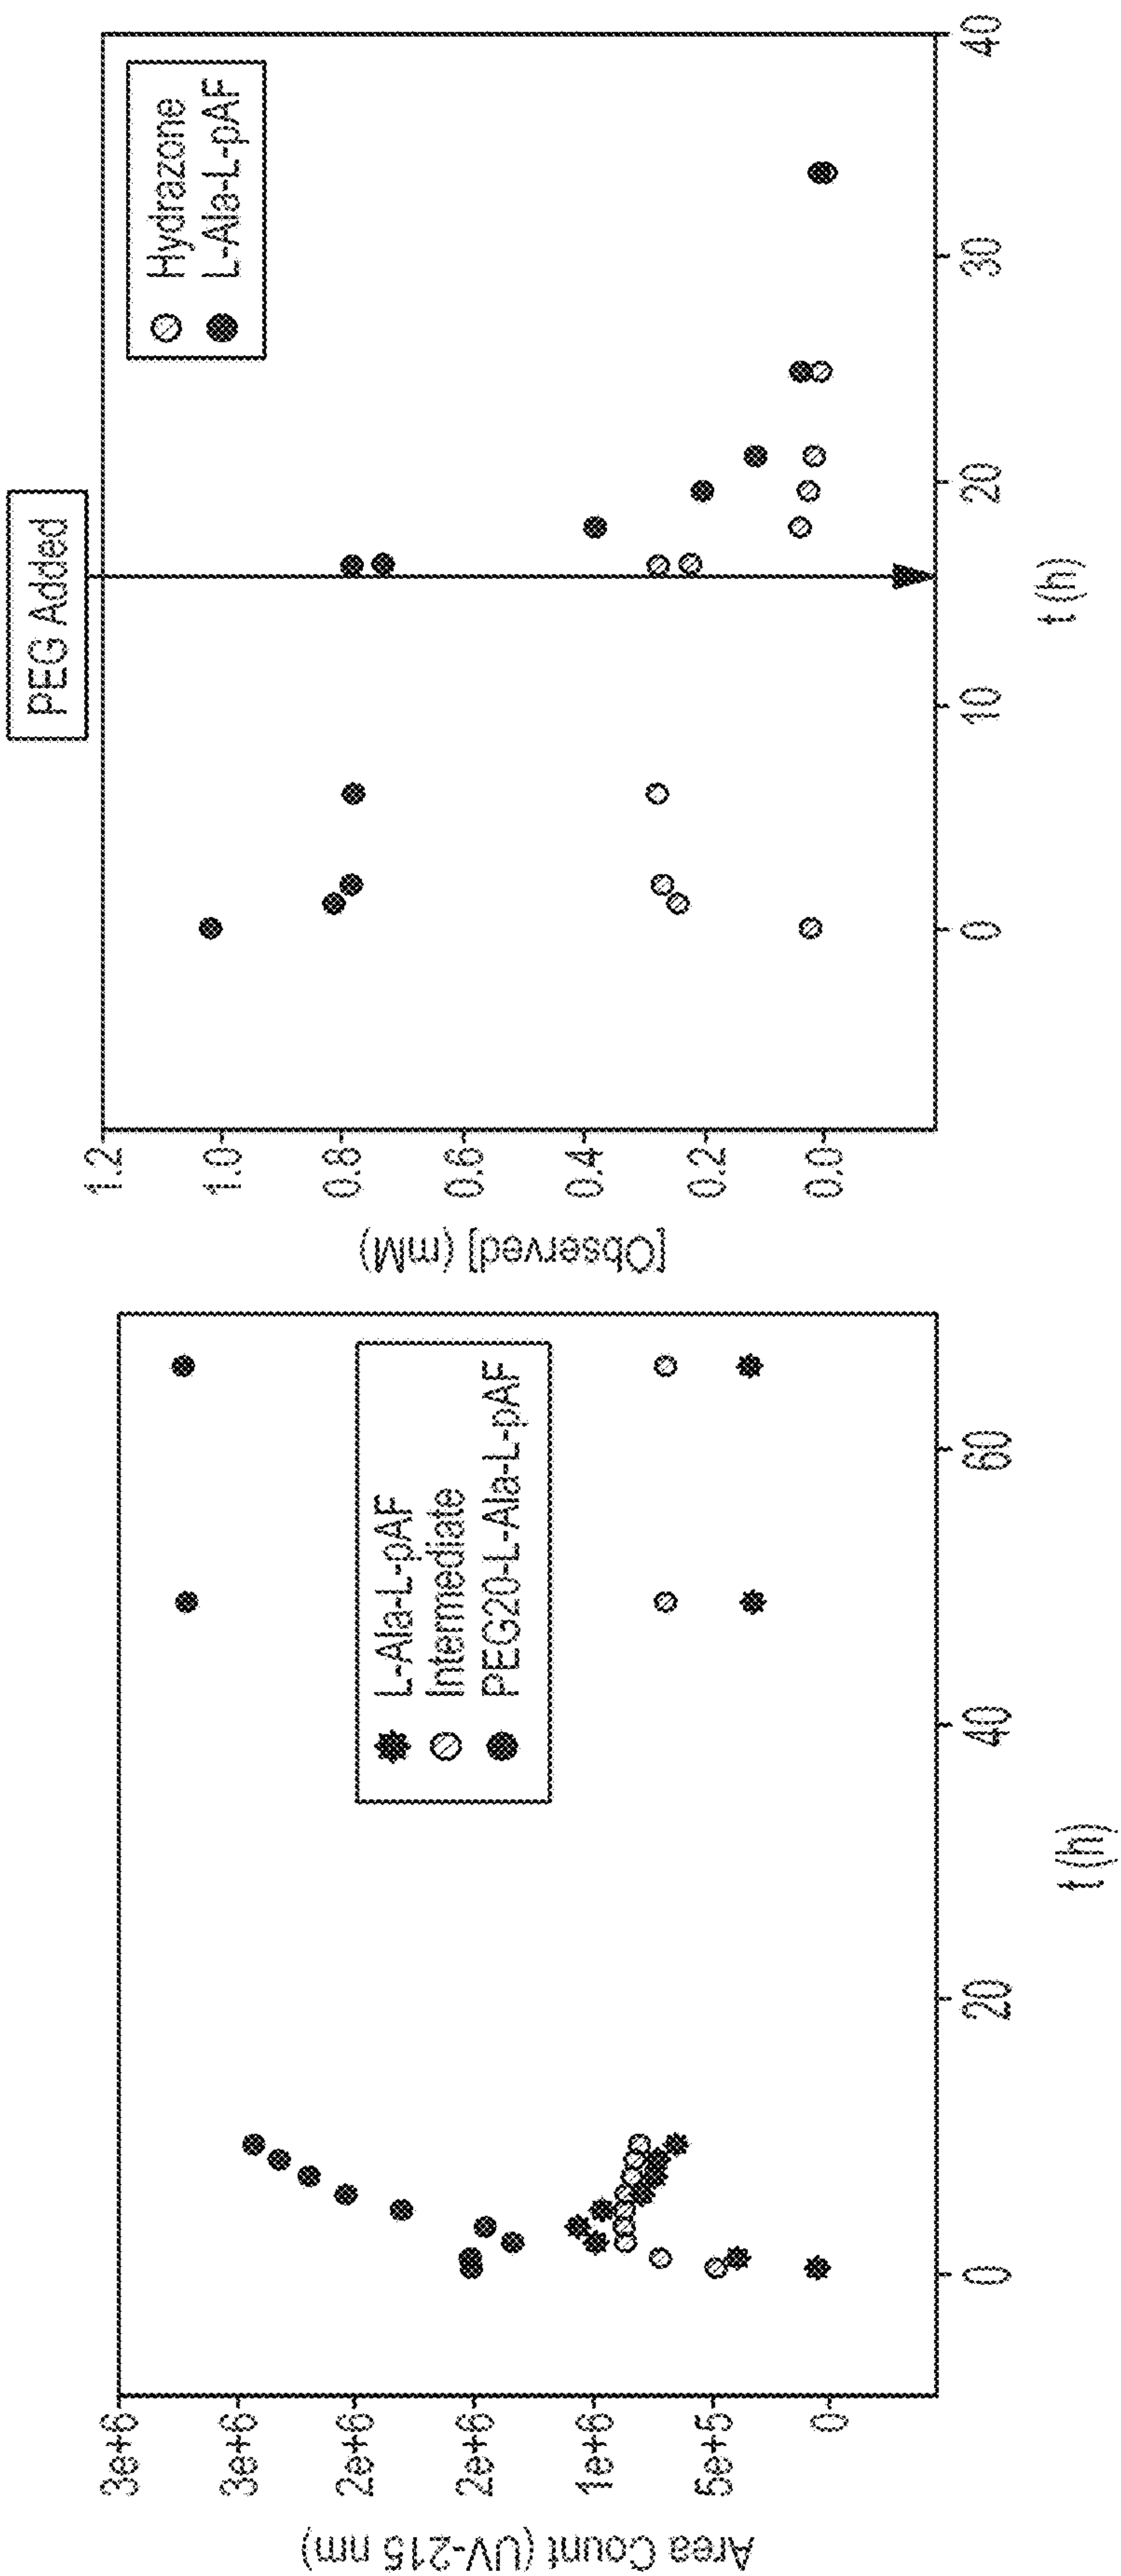 Area Count (UV-215 nm)
3e+6
3e+6
2e+6
2e+6
1e+6
5e+5
0
L-Ala-L-pAF
Intermediate
PEG20-L-Ala-L-pAF
0
20
40
60
t (h)
PEG Added
[Observed] (mM)
1.2
1.0
0.8
0.6
0.4
0.2
0.0
Hydrazone
L-Ala-L-pAF
0
10
20
30
40
t (h)